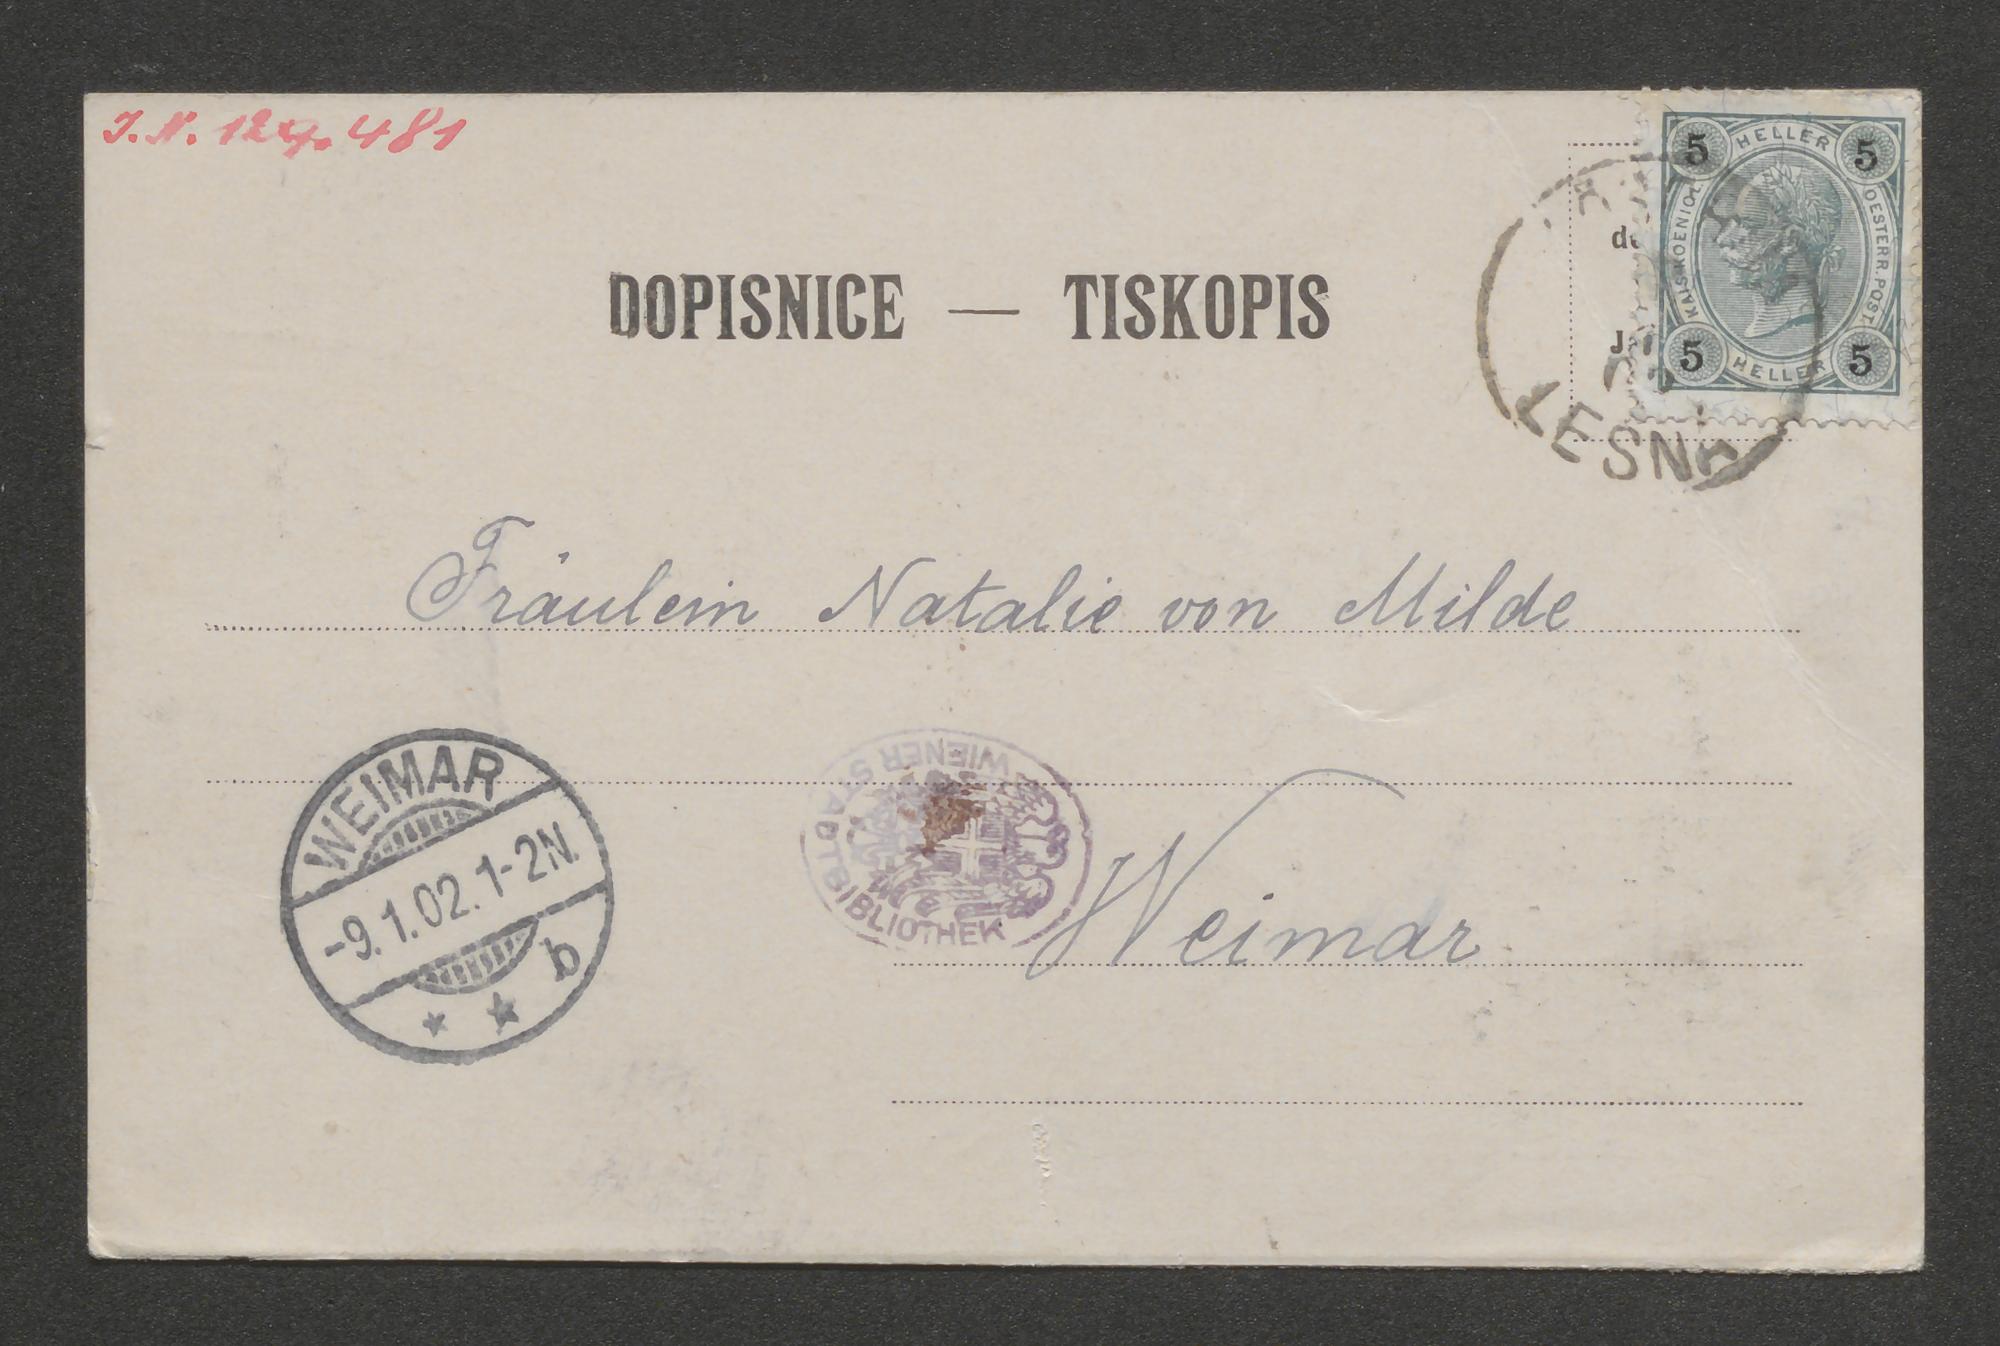 J. N. 129.481
5 HELLER 5
KAIS. KOENIGL. OESTERR. POST.
5 HELLER 5
DOPISNICE — TISKOPIS
LESN
Fräulein Natalie von Milde
WEIMAR
-9.1.02.1-2N.
b
WIENER STADTBIBLIOTHEK
Weimar